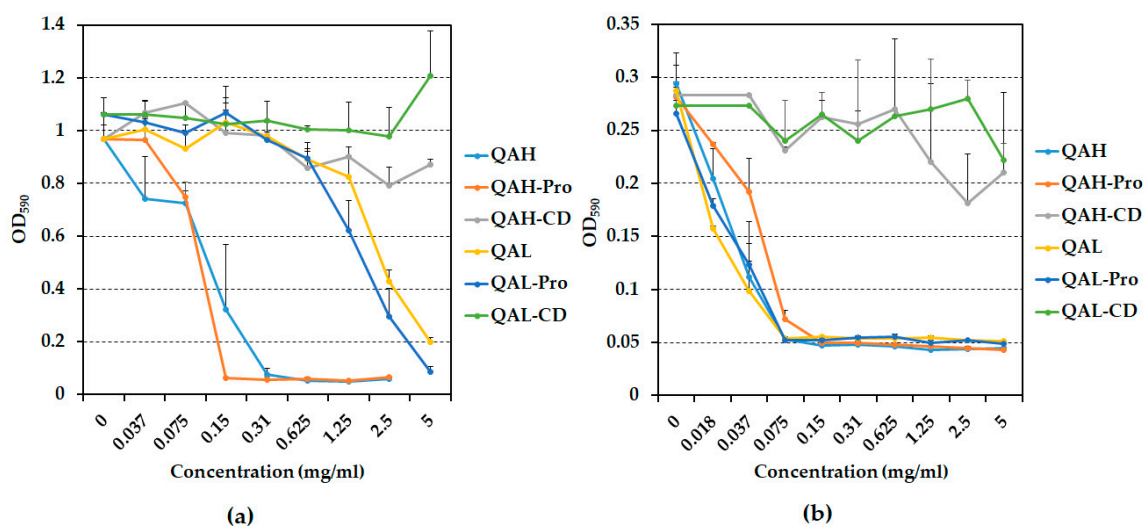 1.4
1.2
1
0.8
0.6
0.4
0.2
0
OD590
0 0.037 0.075 0.15 0.31 0.625 1.25 2.5 5
Concentration (mg/ml)
QAH
QAH-Pro
QAH-CD
QAL
QAL-Pro
QAL-CD
(a)
0.35
0.3
0.25
0.2
0.15
0.1
0.05
0
OD590
0 0.018 0.037 0.075 0.15 0.31 0.625 1.25 2.5 5
Concentration (mg/ml)
QAH
QAH-Pro
QAH-CD
QAL
QAL-Pro
QAL-CD
(b)